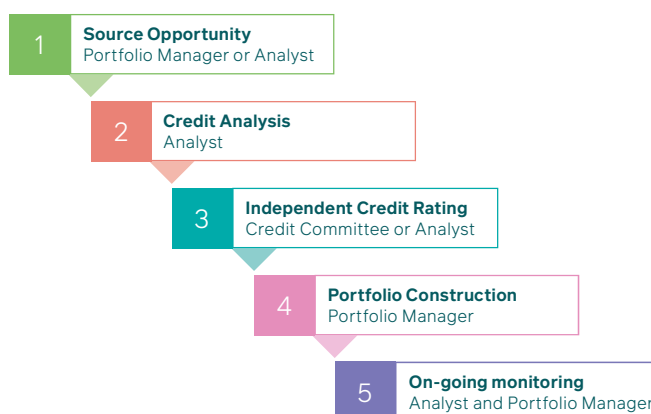 1
Source Opportunity
Portfolio Manager or Analyst
2
Credit Analysis
Analyst
3
Independent Credit Rating
Credit Committee or Analyst
4
Portfolio Construction
Portfolio Manager
5
On-going monitoring
Analyst and Portfolio Manager